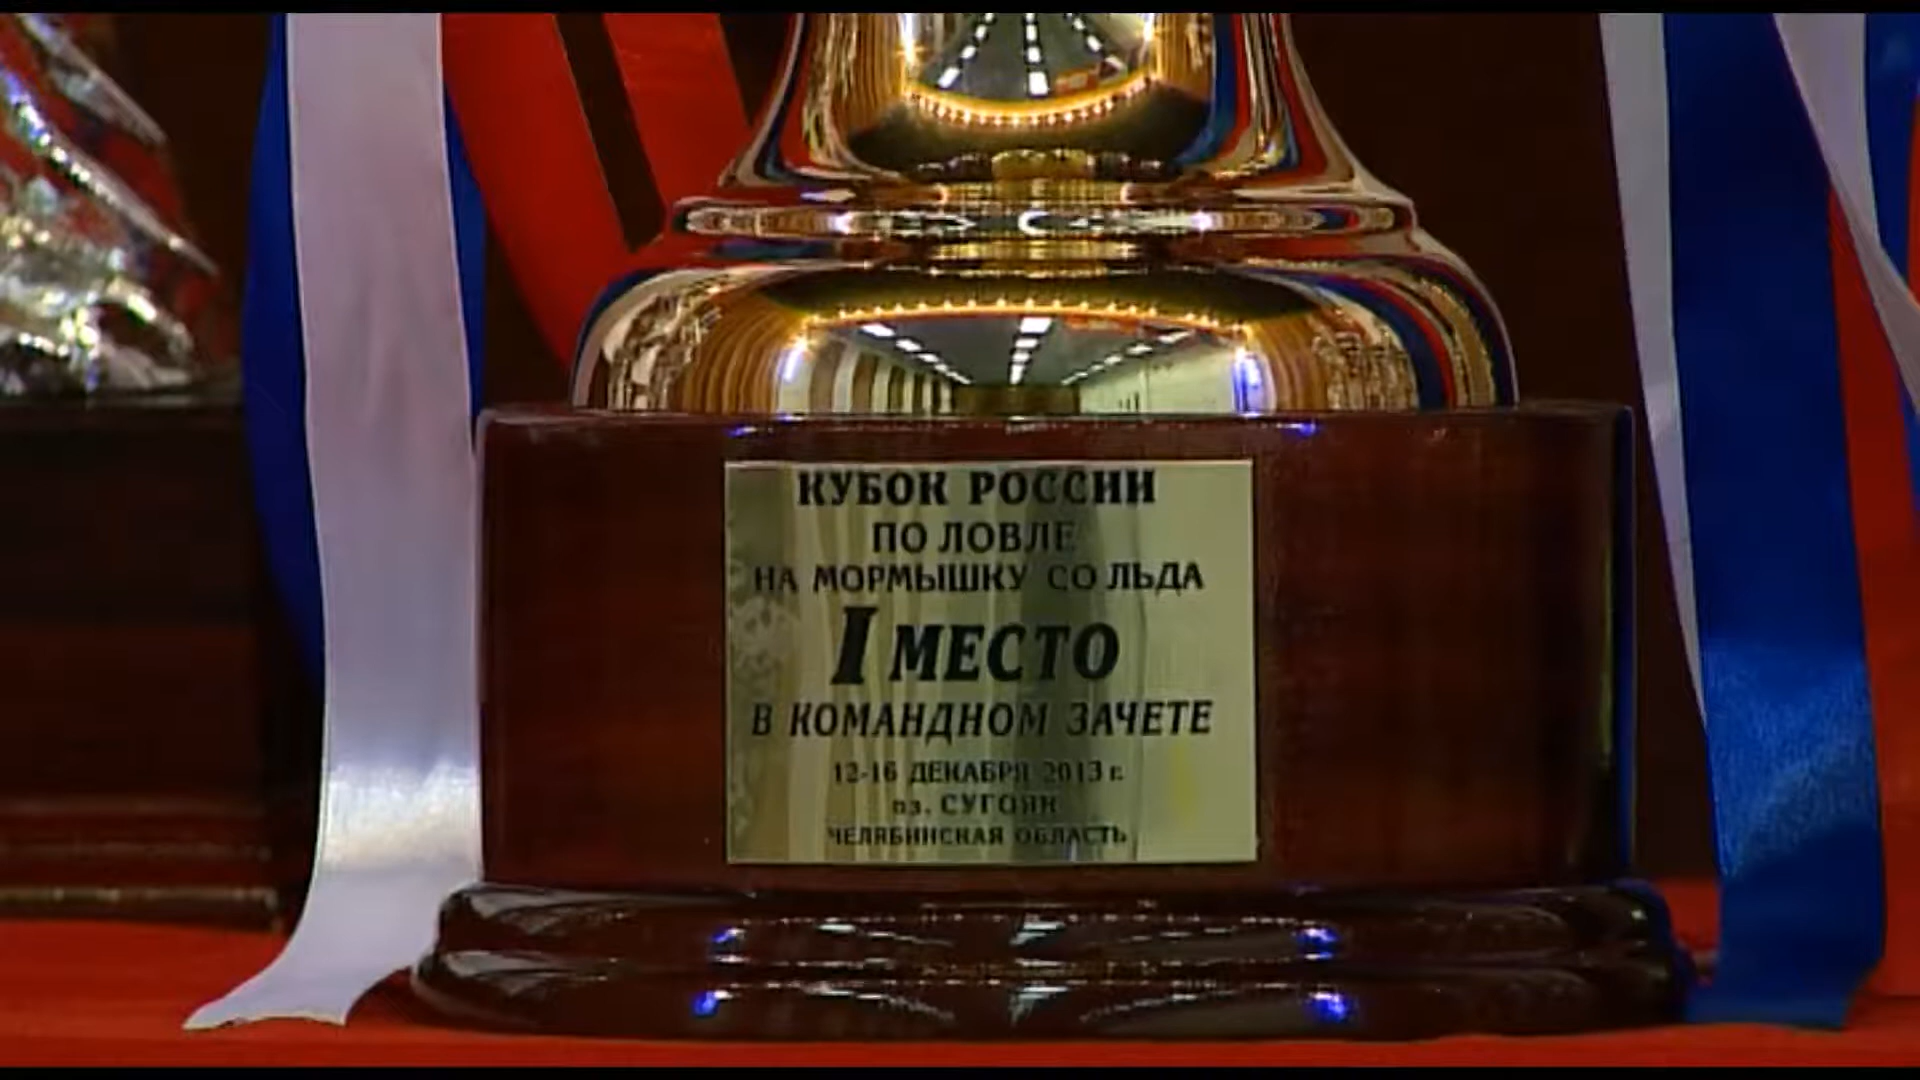 КУБОК РОССИИ
ПО ЛОВЛЕ
НА МОРМЫШКУ СО ЛЬДА
I МЕСТО
В КОМАНДНОМ ЗАЧЕТЕ
12-16 ДЕКАБРЯ 2013 г.
оз. СУГОЯК
ЧЕЛЯБИНСКАЯ ОБЛАСТЬ